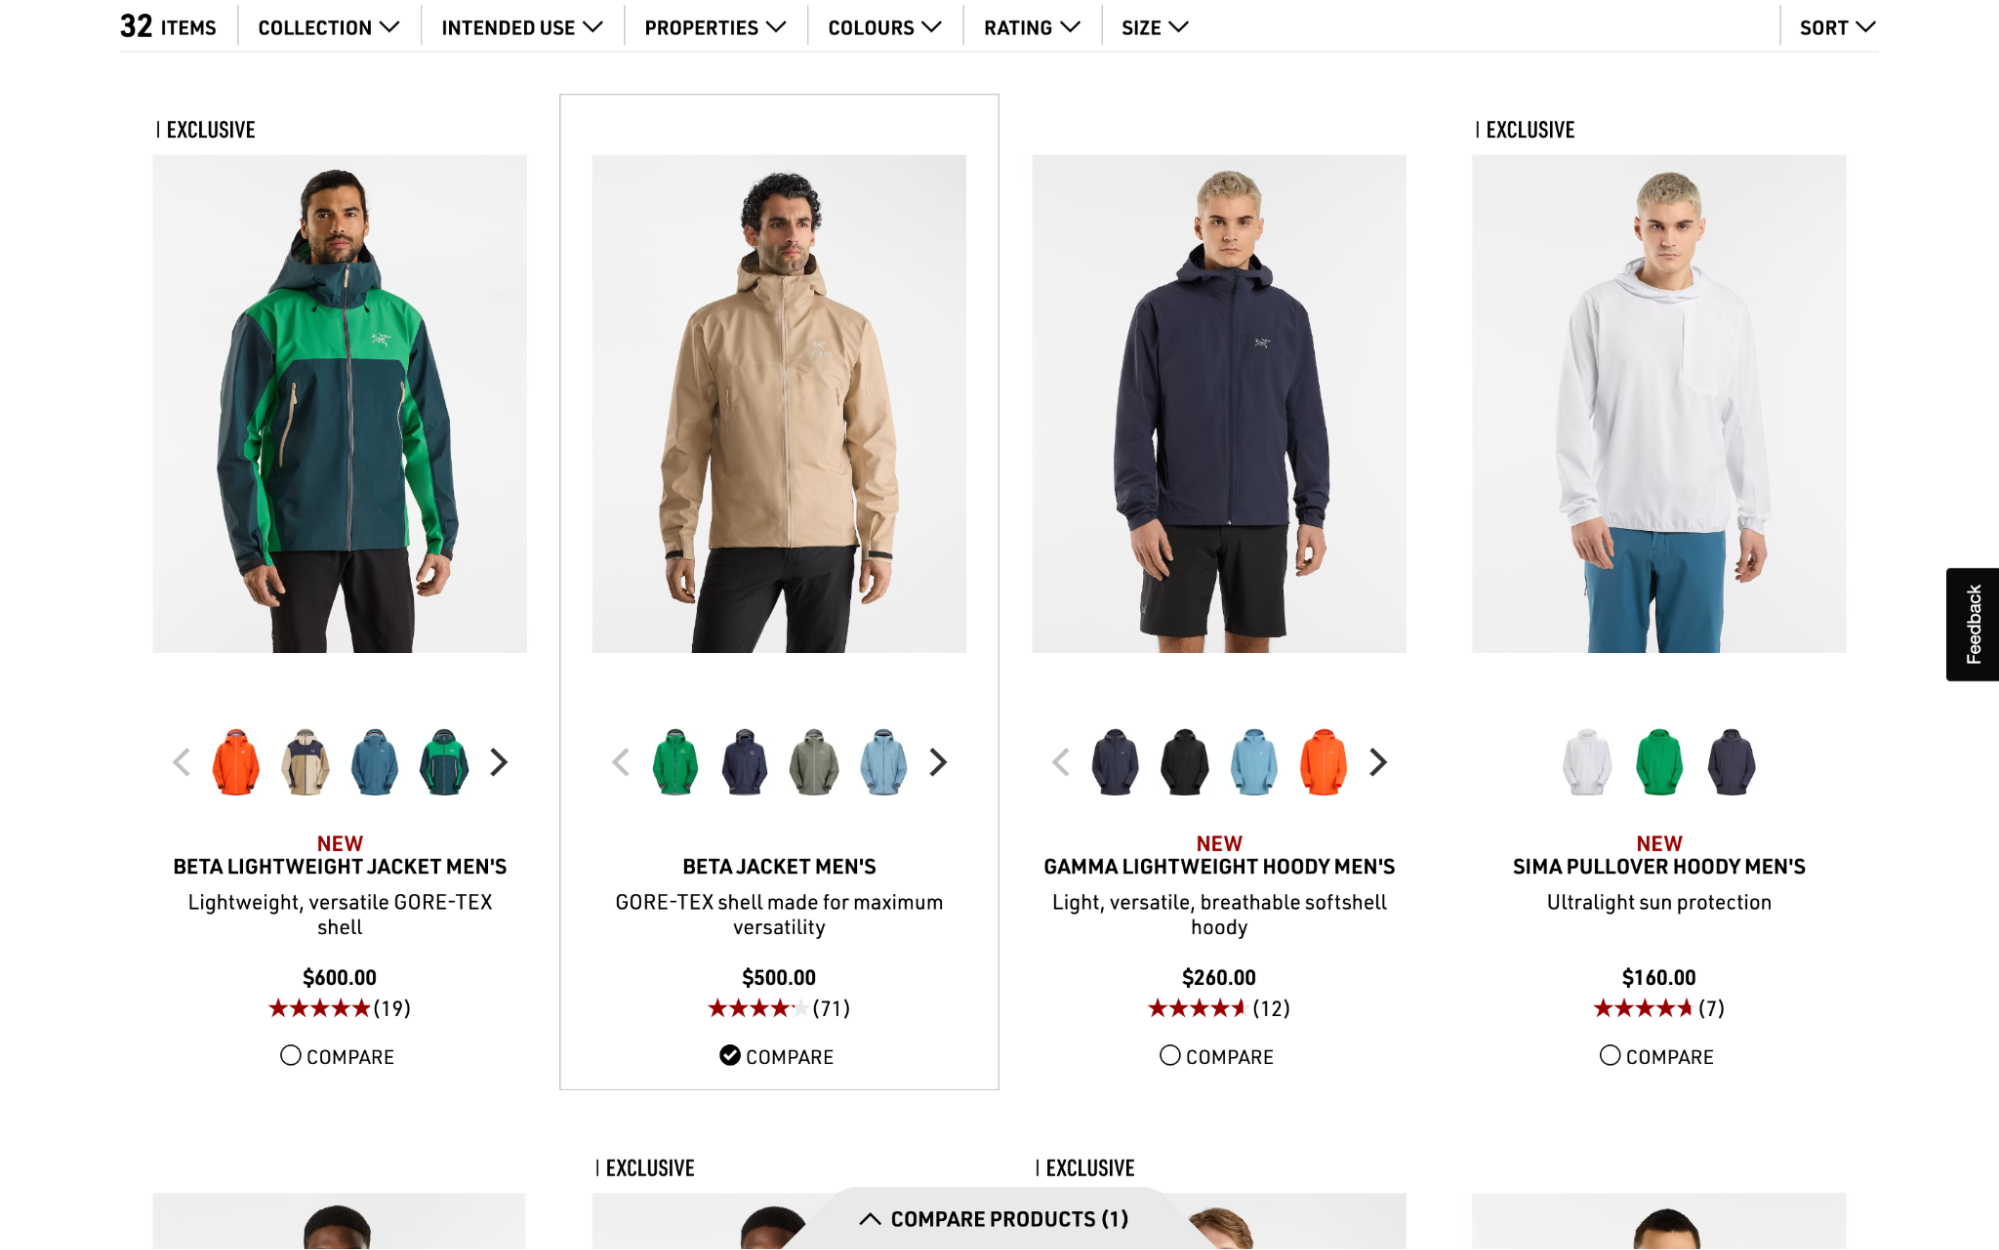 32 ITEMS COLLECTION INTENDED USE PROPERTIES COLOURS RATING SIZE SORT
EXCLUSIVE
EXCLUSIVE
Feedback
NEW
BETA LIGHTWEIGHT JACKET MEN'S
Lightweight, versatile GORE-TEX
shell
$600.00
(19)
COMPARE
BETA JACKET MEN'S
GORE-TEX shell made for maximum
versatility
$500.00
(71)
COMPARE
NEW
GAMMA LIGHTWEIGHT HOODY MEN'S
Light, versatile, breathable softshell
hoody
$260.00
(12)
COMPARE
NEW
SIMA PULLOVER HOODY MEN'S
Ultralight sun protection
$160.00
(7)
COMPARE
EXCLUSIVE
EXCLUSIVE
COMPARE PRODUCTS (1)